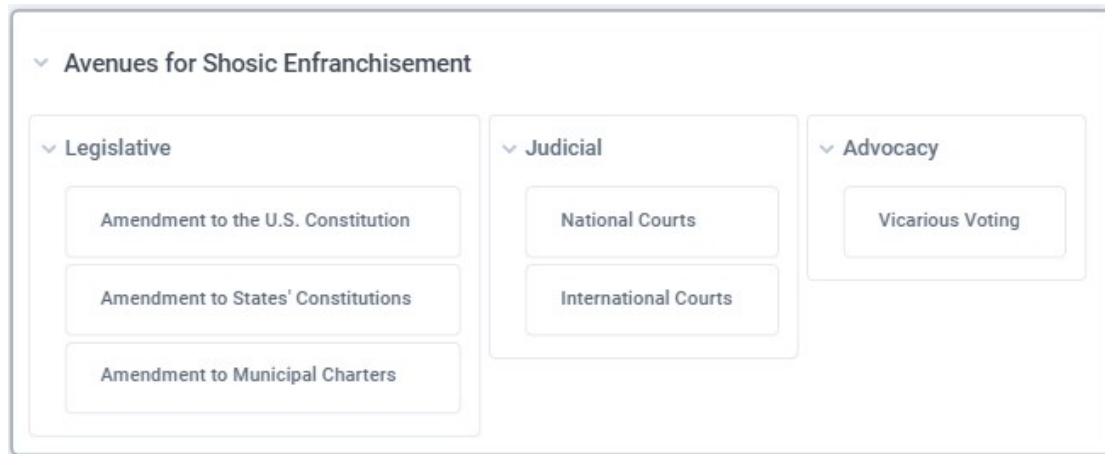 Avenues for Shosic Enfranchisement
Legislative
Amendment to the U.S. Constitution
Amendment to States' Constitutions
Amendment to Municipal Charters
Judicial
National Courts
International Courts
Advocacy
Vicarious Voting